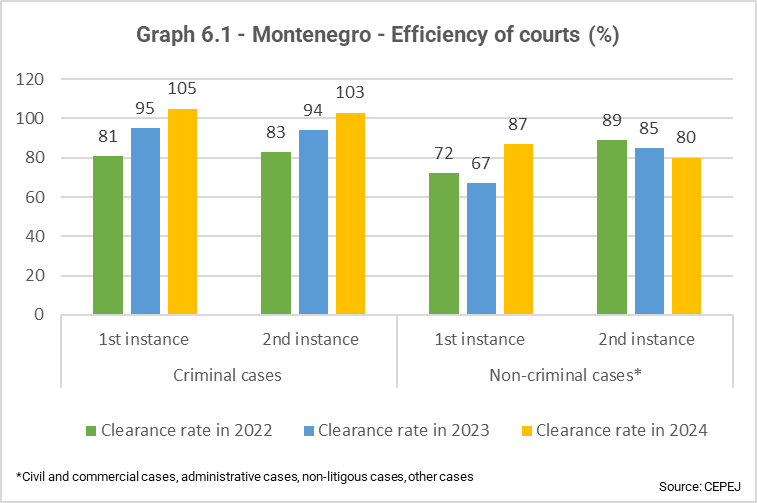 Graph 6.1 - Montenegro - Efficiency of courts (%)
120
100
80
60
40
20
0
81
95
105
83
94
103
72
67
87
89
85
80
1st instance
2nd instance
1st instance
2nd instance
Criminal cases
Non-criminal cases*
Clearance rate in 2022
Clearance rate in 2023
Clearance rate in 2024
*Civil and commercial cases, administrative cases, non-litigous cases, other cases
Source: CEPEJ